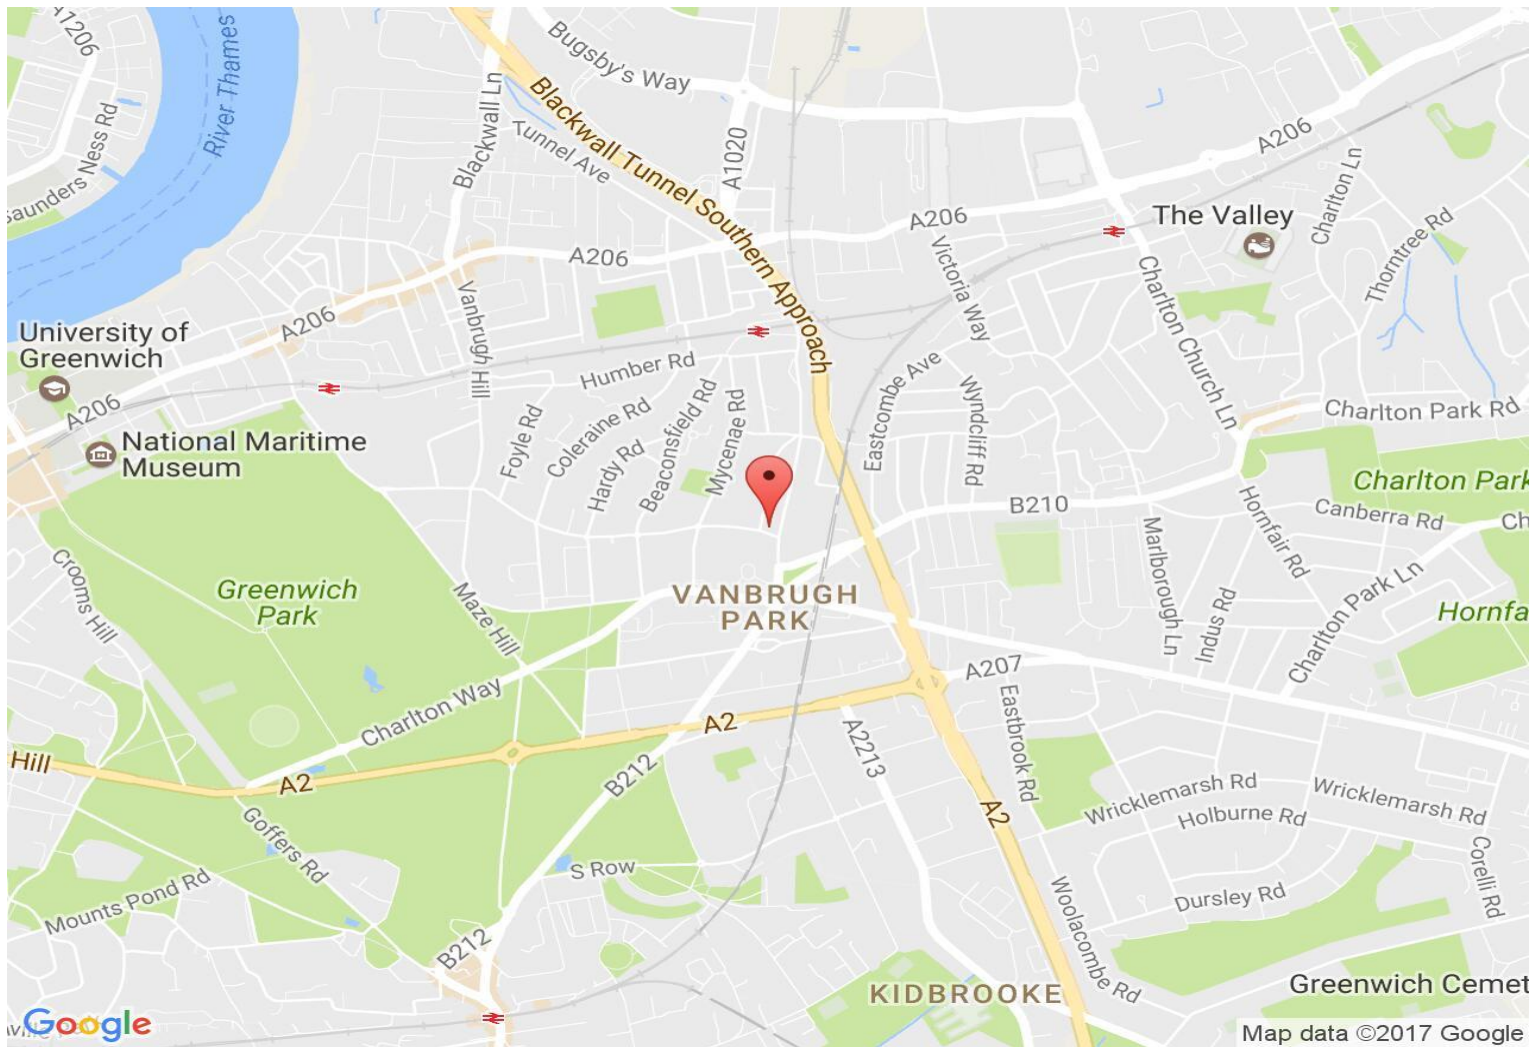 A1206
River Thames
Saunders Ness Rd
Blackwall Ln
Tunnel Ave
Bugsby's Way
Blackwall Tunnel Southern Approach
A1020
A206
A206
A206
Victoria Way
The Valley
Charlton Ln
Thorntree Rd
Charlton Church Ln
University of
Greenwich
A206
A206
Vanbrugh Hill
Humber Rd
National Maritime
Museum
Foyle Rd
Coleraine Rd
Hardy Rd
Beaconsfield Rd
Mycenae Rd
Eastcombe Ave
Wyndcliff Rd
Charlton Park Rd
Charlton Park
B210
Hornfair Rd
Canberra Rd
Ch
Marlborough Ln
Indus Rd
Charlton Park Ln
Hornfa
Crooms Hill
Greenwich
Park
Maze Hill
VANBRUGH
PARK
A207
Charlton Way
Hill
A2
A2
B212
A2213
Eastbrook Rd
A2
Wricklemarsh Rd
Wricklemarsh Rd
Holburne Rd
Corelli Rd
Goffers Rd
Mounts Pond Rd
S Row
Dursley Rd
Woolacombe Rd
B212
KIDBROOKE
Greenwich Cemet
Google
Map data ©2017 Google